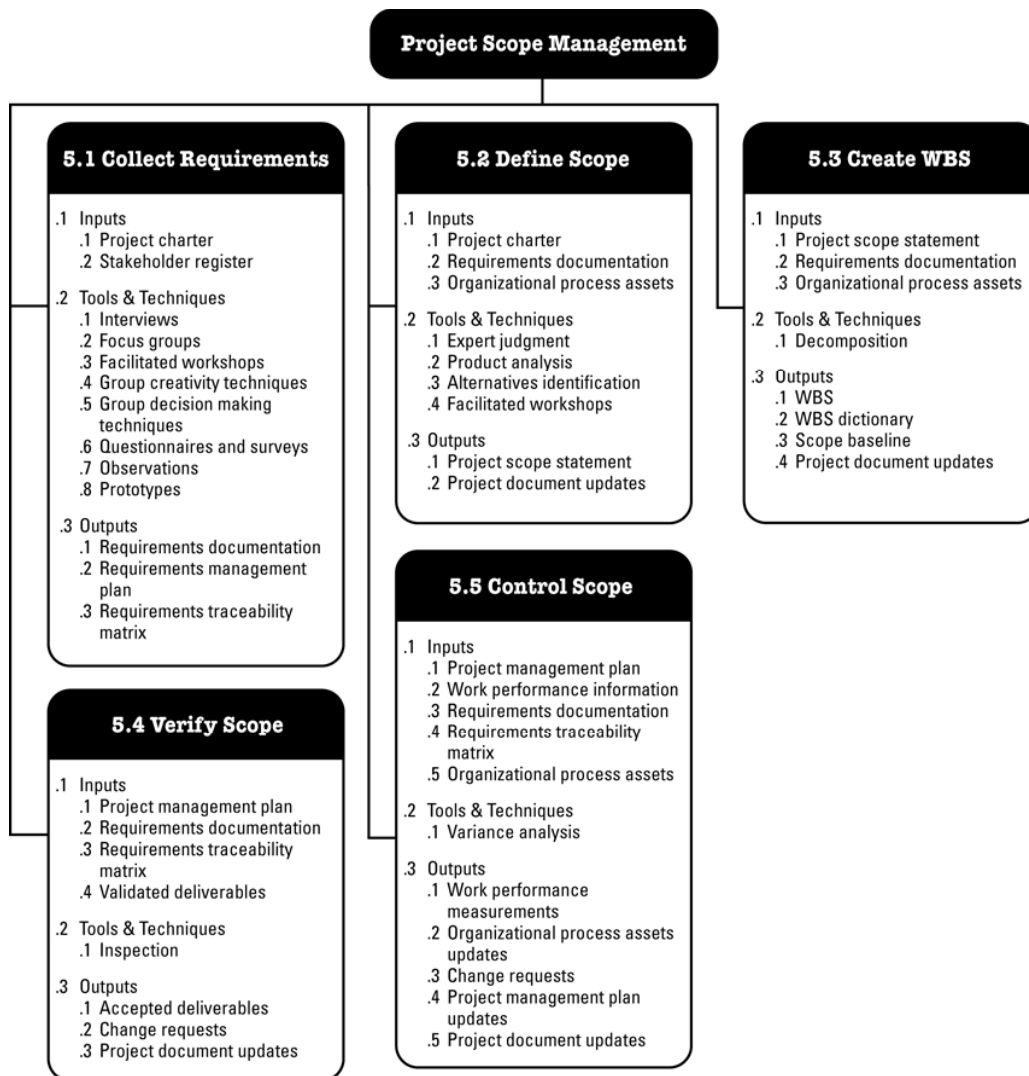 Project Scope Management
5.1 Collect Requirements
.1 Inputs
.1 Project charter
.2 Stakeholder register
.2 Tools & Techniques
.1 Interviews
.2 Focus groups
.3 Facilitated workshops
.4 Group creativity techniques
.5 Group decision making
techniques
.6 Questionnaires and surveys
.7 Observations
.8 Prototypes
.3 Outputs
.1 Requirements documentation
.2 Requirements management
plan
.3 Requirements traceability
matrix
5.2 Define Scope
.1 Inputs
.1 Project charter
.2 Requirements documentation
.3 Organizational process assets
.2 Tools & Techniques
.1 Expert judgment
.2 Product analysis
.3 Alternatives identification
.4 Facilitated workshops
.3 Outputs
.1 Project scope statement
.2 Project document updates
5.3 Create WBS
.1 Inputs
.1 Project scope statement
.2 Requirements documentation
.3 Organizational process assets
.2 Tools & Techniques
.1 Decomposition
.3 Outputs
.1 WBS
.2 WBS dictionary
.3 Scope baseline
.4 Project document updates
5.4 Verify Scope
.1 Inputs
.1 Project management plan
.2 Requirements documentation
.3 Requirements traceability
matrix
.4 Validated deliverables
.2 Tools & Techniques
.1 Inspection
.3 Outputs
.1 Accepted deliverables
.2 Change requests
.3 Project document updates
5.5 Control Scope
.1 Inputs
.1 Project management plan
.2 Work performance information
.3 Requirements documentation
.4 Requirements traceability
matrix
.5 Organizational process assets
.2 Tools & Techniques
.1 Variance analysis
.3 Outputs
.1 Work performance
measurements
.2 Organizational process assets
updates
.3 Change requests
.4 Project management plan
updates
.5 Project document updates